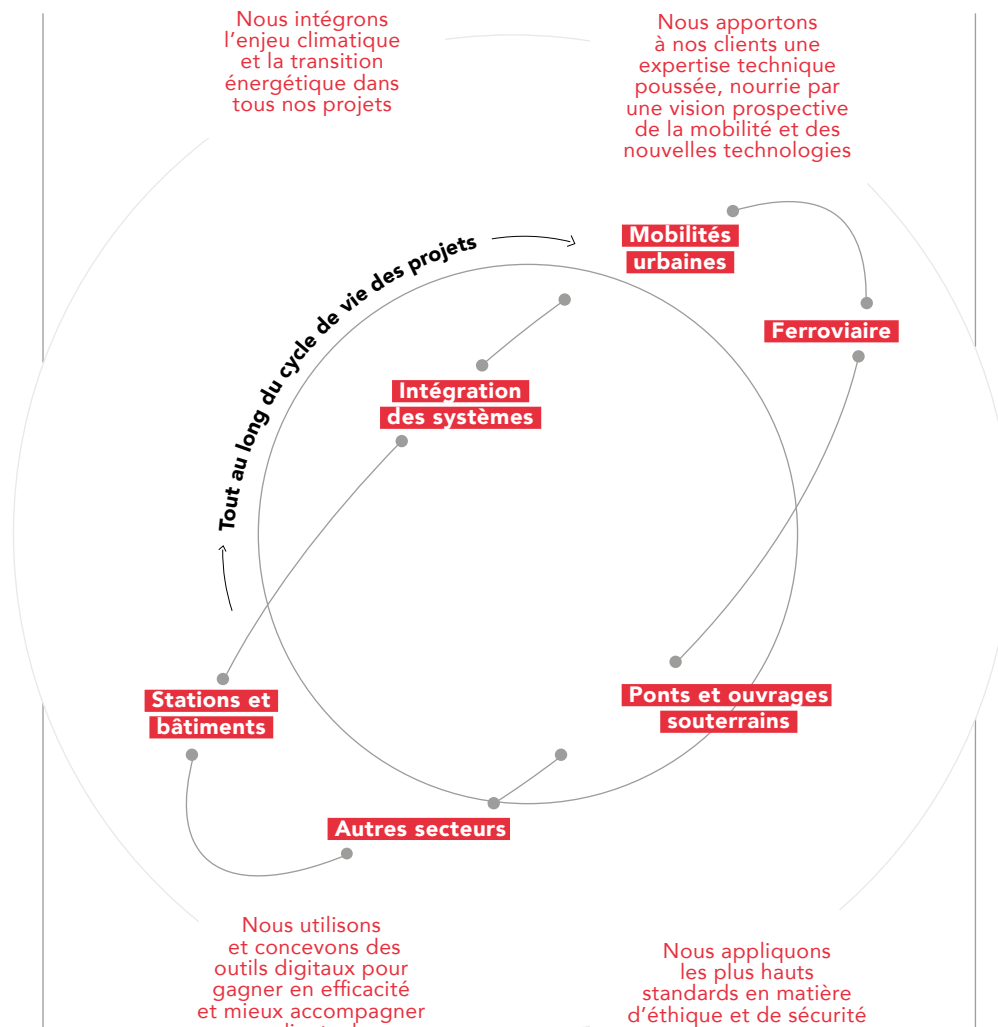 Nous intégrons
l’enjeu climatique
et la transition
énergétique dans
tous nos projets
Nous apportons
à nos clients une
expertise technique
poussée, nourrie par
une vision prospective
de la mobilité et des
nouvelles technologies
Tout au long du cycle de vie des projets
Mobilités
urbaines
Ferroviaire
Intégration
des systèmes
Stations et
bâtiments
Ponts et ouvrages
souterrains
Autres secteurs
Nous utilisons
et concevons des
outils digitaux pour
gagner en efficacité
et mieux accompagner
Nous appliquons
les plus hauts
standards en matière
d’éthique et de sécurité